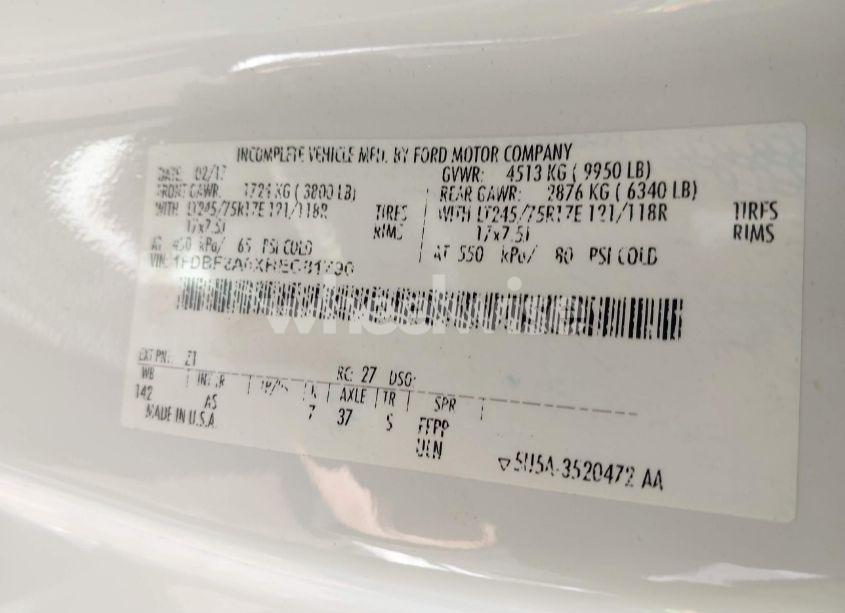 INCOMPLETE VEHICLE MFD. BY FORD MOTOR COMPANY
DATE: 02/17 GVWR: 4513 KG ( 9950 LB)
FRONT GAWR: 1724 KG (3800 LB) REAR GAWR: 2876 KG ( 6340 LB)
WITH LT245/75R17E 121/118R TIRES WITH LT245/75R17E 121/118R TIRES
17x7.5J RIMS 17x7.5J RIMS
AT 450 kPa/ 65 PSI COLD AT 550 kPa/ 80 PSI COLD
VIN:
EXT PNT: Z1 RC: 27 DSO:
WB AXLE TR SPR
142 AS 7 37 S FFPP
MADE IN U.S.A. UEN
5U5A-3520472 AA